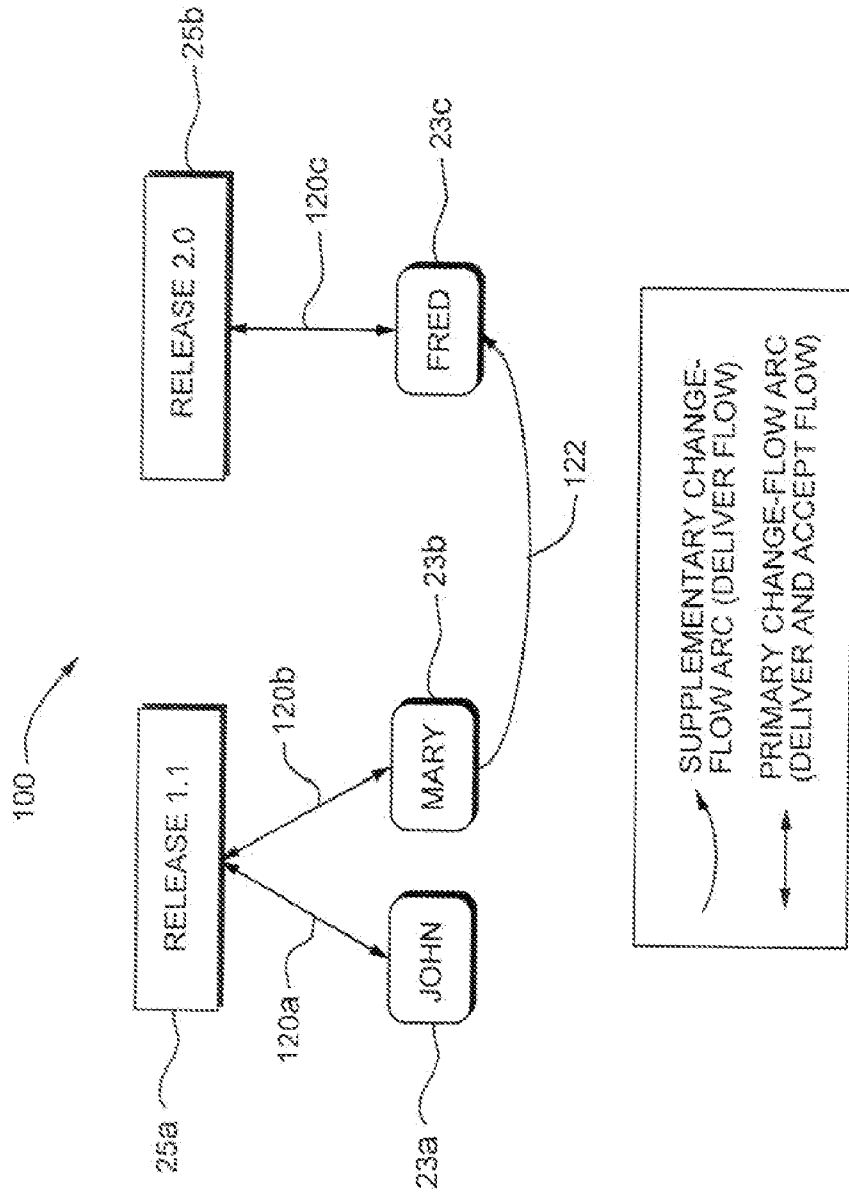 100
25a
RELEASE 1.1
RELEASE 2.0
25b
120a
120b
120c
23a
JOHN
MARY
23b
FRED
23c
122
SUPPLEMENTARY CHANGE-
FLOW ARC (DELIVER FLOW)
PRIMARY CHANGE-FLOW ARC
(DELIVER AND ACCEPT FLOW)